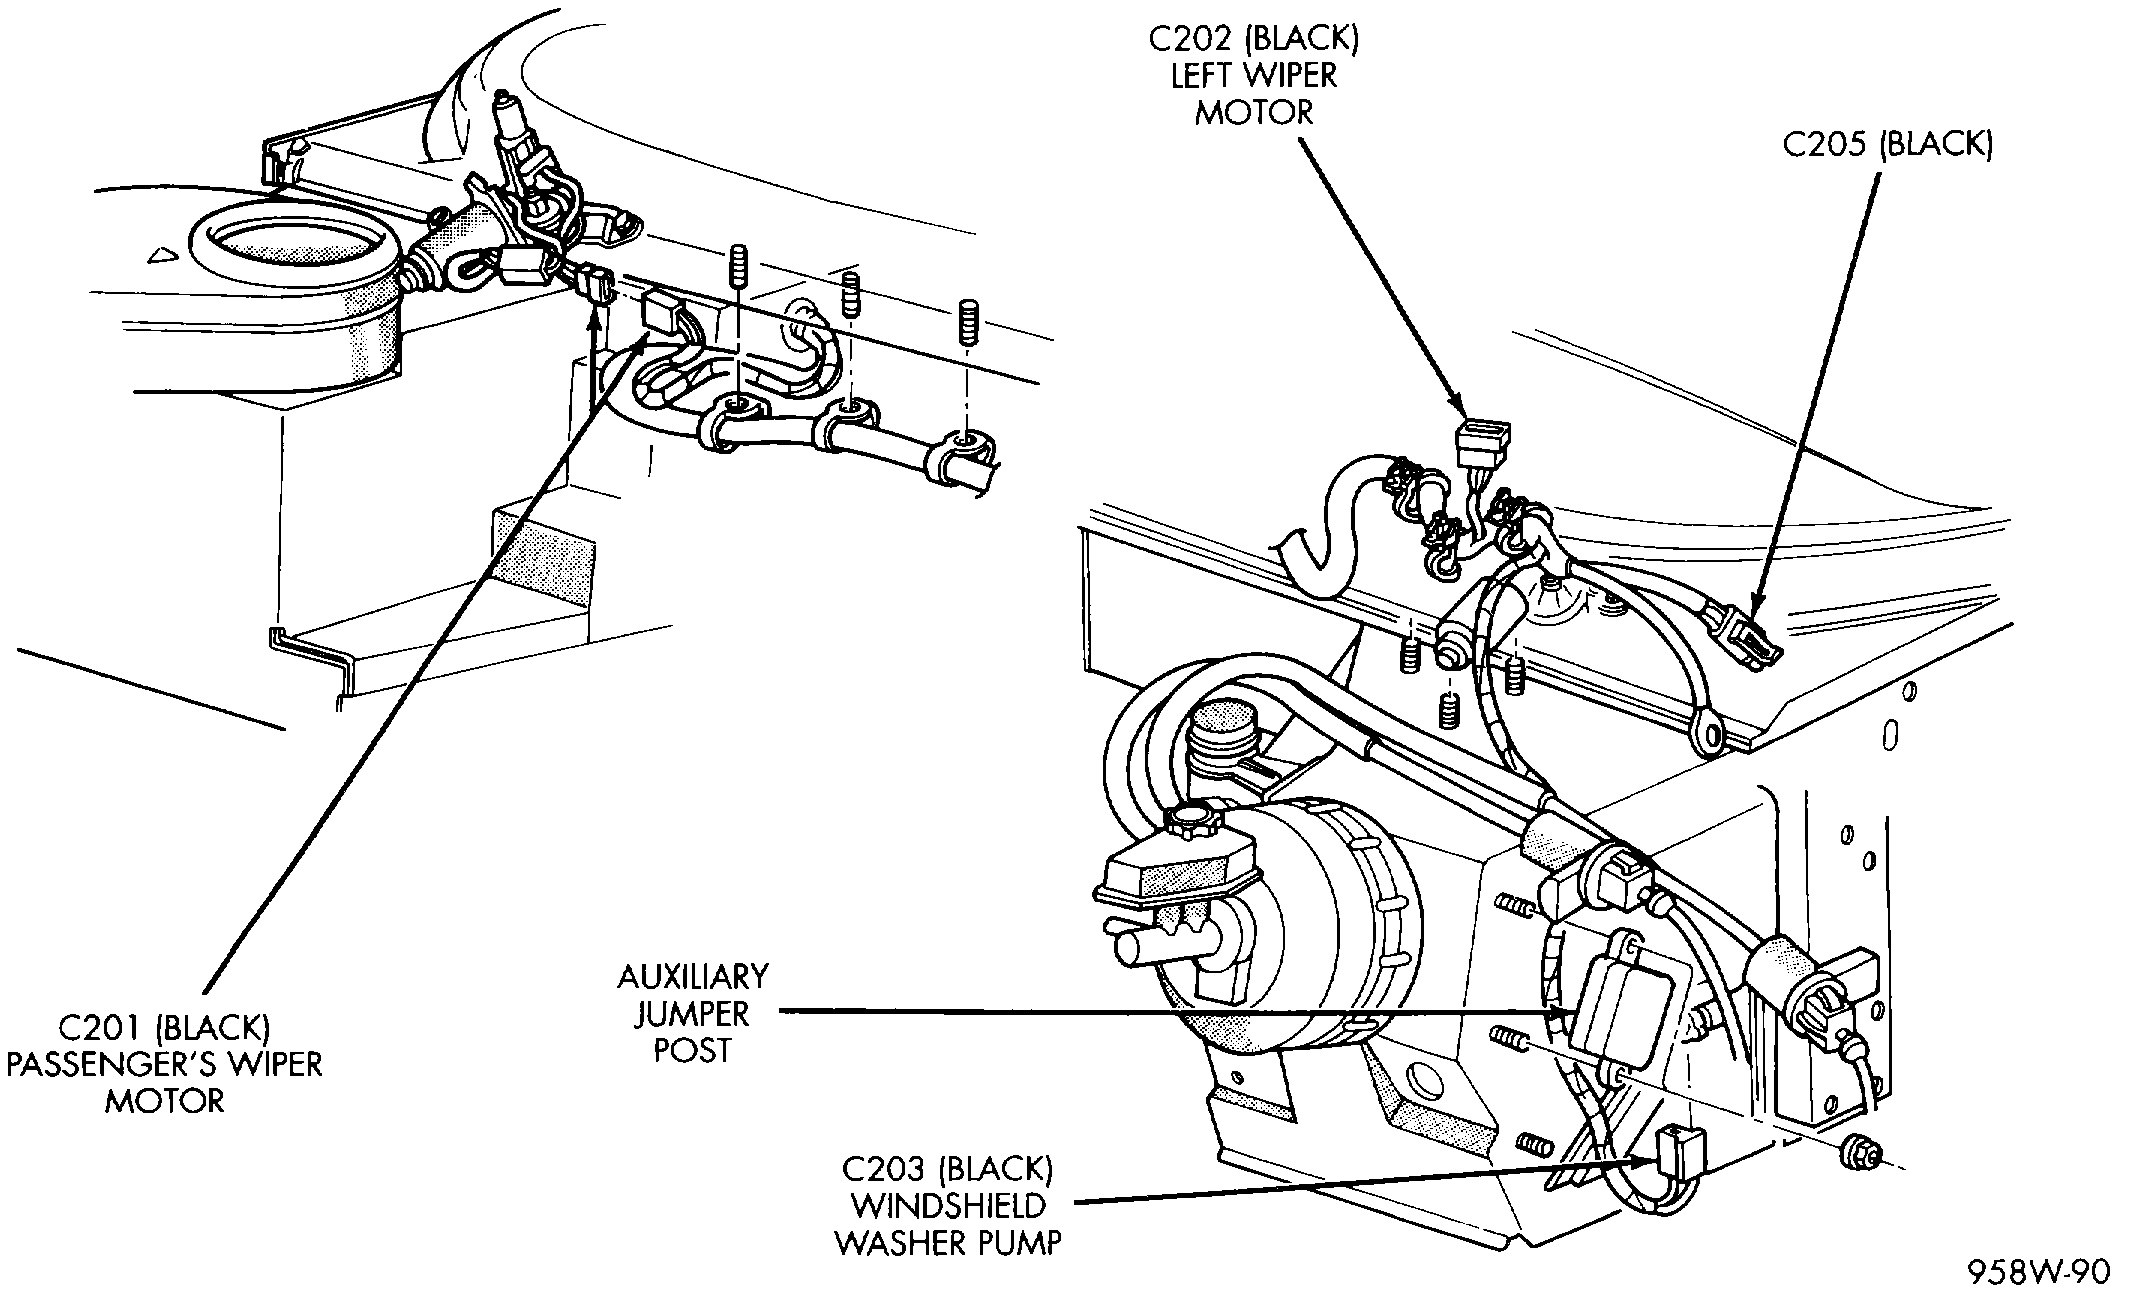 C202 (BLACK)
LEFT WIPER
MOTOR
C205 (BLACK)
C201 (BLACK)
PASSENGER'S WIPER
MOTOR
AUXILIARY
JUMPER
POST
C203 (BLACK)
WINDSHIELD
WASHER PUMP
958W-90